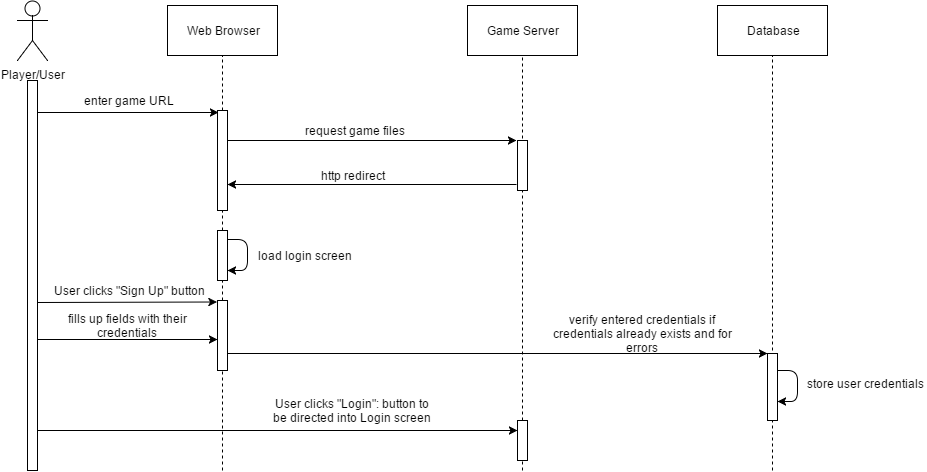 Player/User
Web Browser
Game Server
Database
enter game URL
request game files
http redirect
load login screen
User clicks "Sign Up" button
fills up fields with their
credentials
verify entered credentials if
credentials already exists and for
errors
store user credentials
User clicks "Login": button to
be directed into Login screen